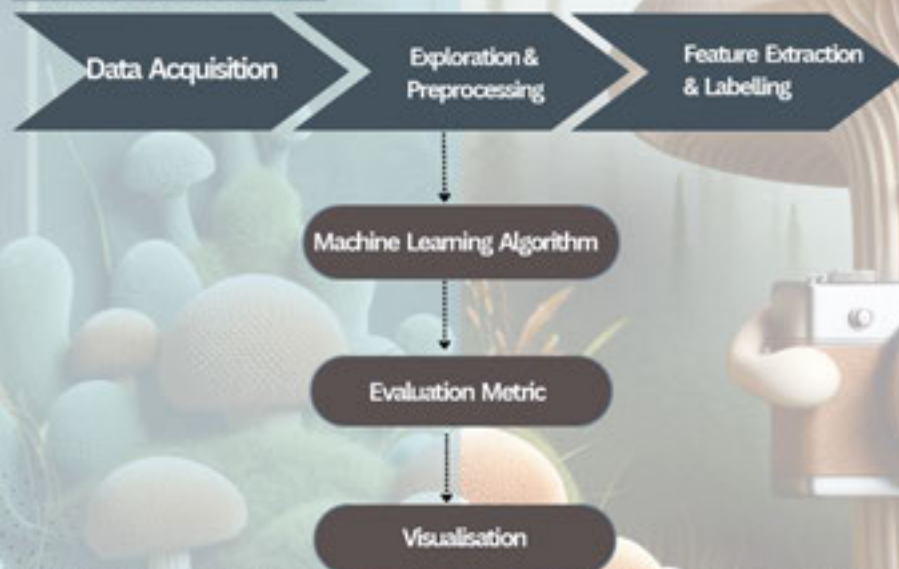 Data Acquisition
Exploration &
Preprocessing
Feature Extraction
& Labelling
Machine Learning Algorithm
Evaluation Metric
Visualisation